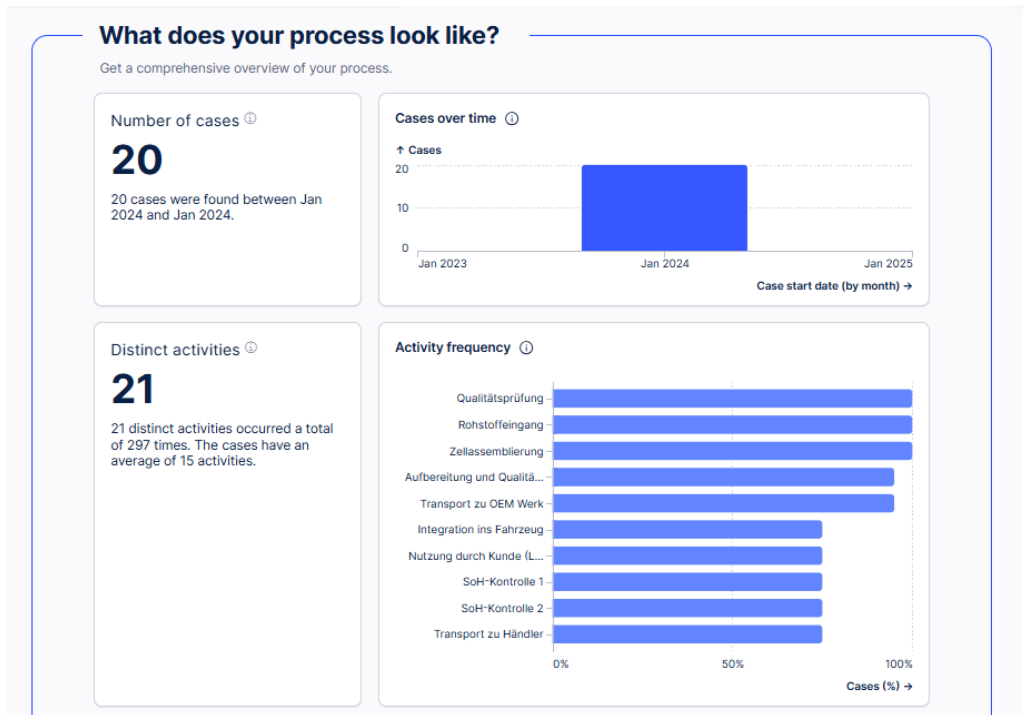 What does your process look like?
Get a comprehensive overview of your process.
Number of cases ⓘ
20
20 cases were found between Jan
2024 and Jan 2024.
Cases over time ⓘ
↑ Cases
20
10
0
Jan 2023 Jan 2024 Jan 2025
Case start date (by month) →
Distinct activities ⓘ
21
21 distinct activities occurred a total
of 297 times. The cases have an
average of 15 activities.
Activity frequency ⓘ
Qualitätsprüfung
Rohstoffeingang
Zellassemblierung
Aufbereitung und Qualitä...
Transport zu OEM Werk
Integration ins Fahrzeug
Nutzung durch Kunde (L...
SoH-Kontrolle 1
SoH-Kontrolle 2
Transport zu Händler
0% 50% 100%
Cases (%) →